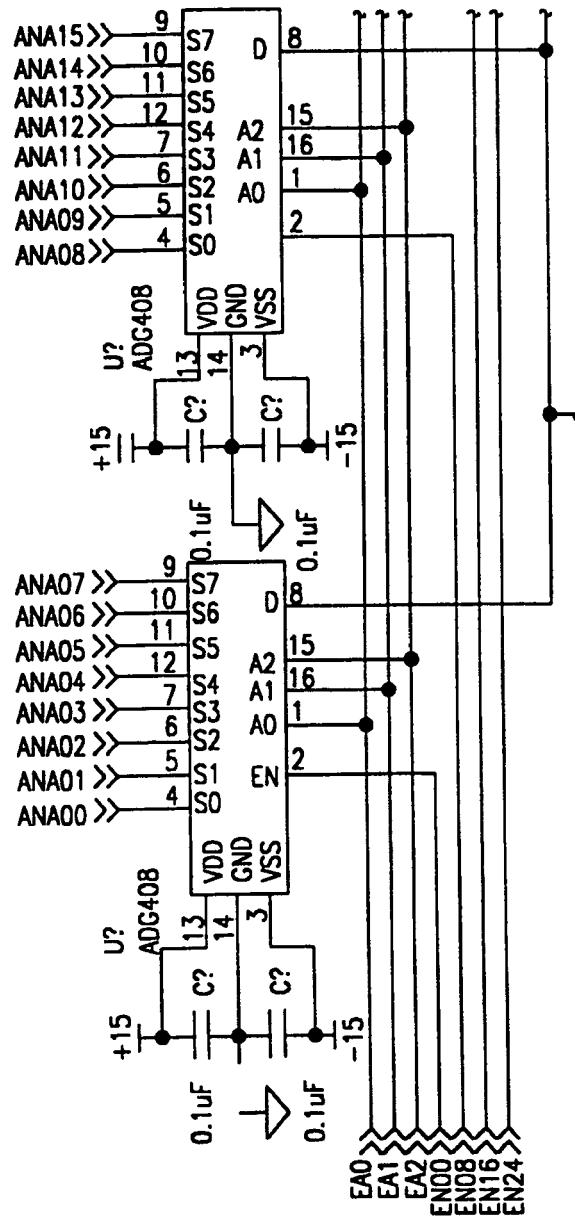 ANA15 9 S7 D 8
ANA14 10 S6
ANA13 11 S5
ANA12 12 S4 A2 15
ANA11 7 S3 A1 16
ANA10 6 S2 A0 1
ANA09 5 S1 2
ANA08 4 S0
VDD GND VSS
U?
ADG408
13 14 3
C? C?
+15 -15
0.1uF 0.1uF
ANA07 9 S7 D 8
ANA06 10 S6
ANA05 11 S5 A2 15
ANA04 12 S4 A1 16
ANA03 7 S3 A0 1
ANA02 6 S2
ANA01 5 S1 EN 2
ANA00 4 S0
VDD GND VSS
U?
ADG408
13 14 3
C? C?
+15 -15
0.1uF 0.1uF
EA0
EA1
EA2
EN00
EN08
EN16
EN24